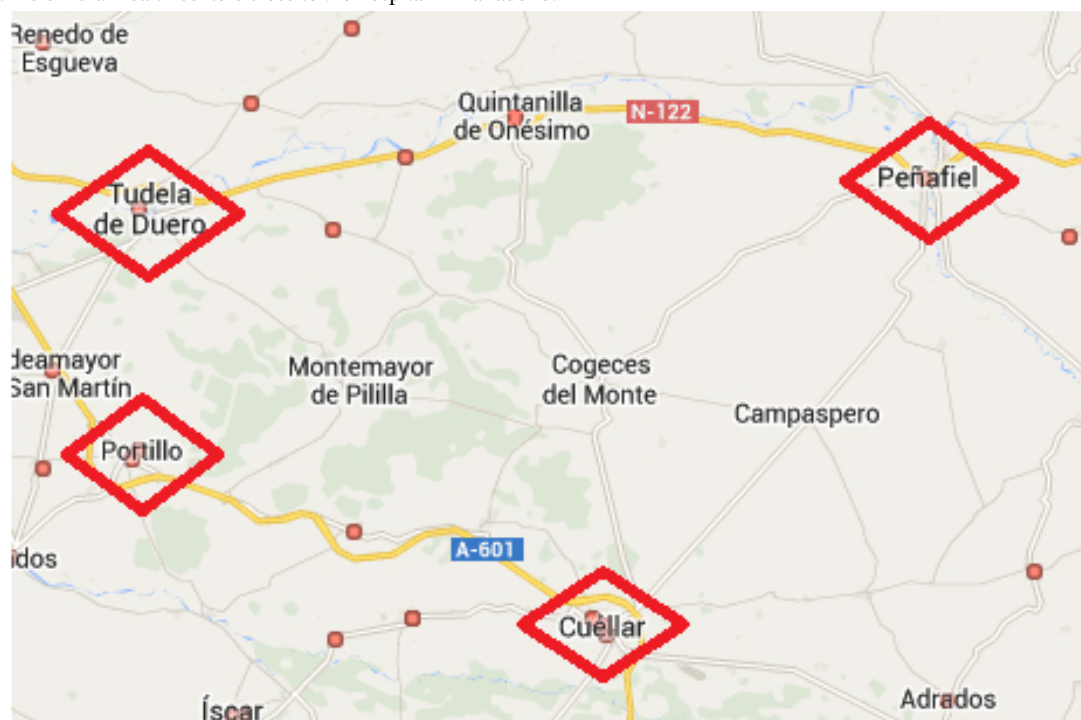 Renedo de
Esgueva
Quintanilla
de Onésimo
N-122
Peñafiel
Tudela
de Duero
deamayor
San Martín
Montemayor
de Pililla
Cogeces
del Monte
Campaspero
Portillo
A-601
idos
Cuéllar
Íscar
Adrados